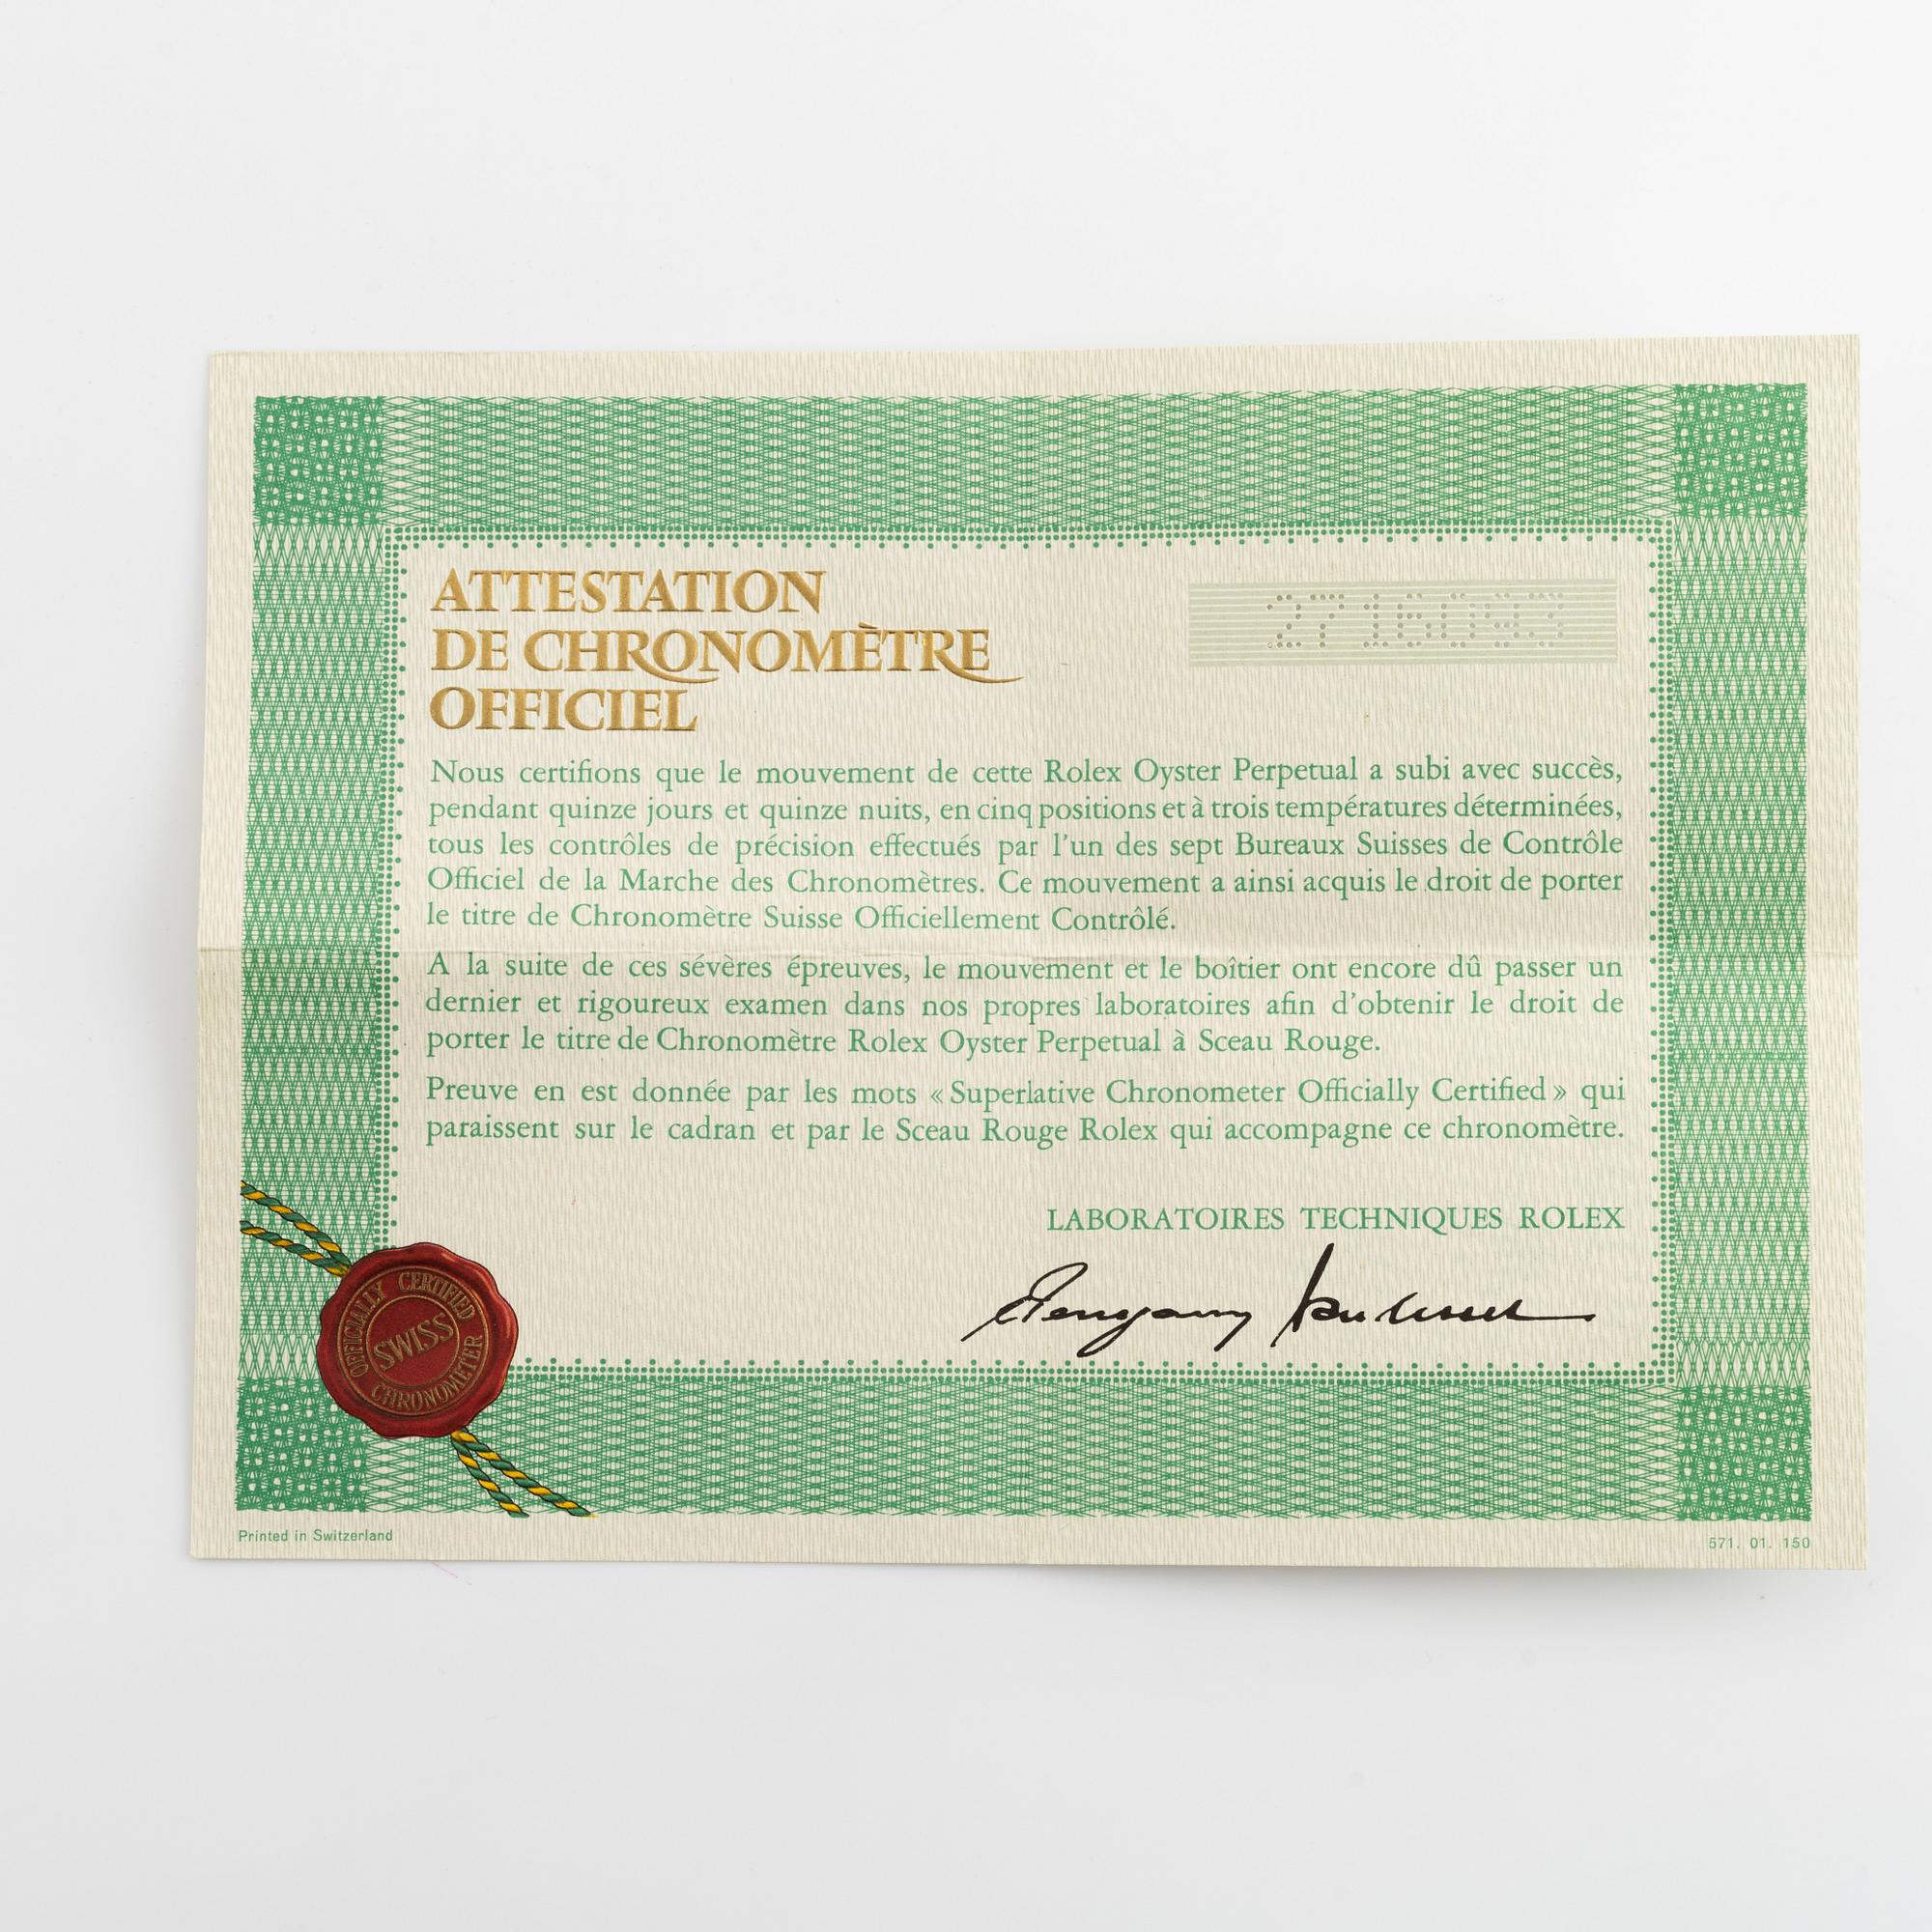 ATTESTATION
DE CHRONOMÈTRE
OFFICIEL
2716093
Nous certifions que le mouvement de cette Rolex Oyster Perpetual a subi avec succès,
pendant quinze jours et quinze nuits, en cinq positions et à trois températures déterminées,
tous les contrôles de précision effectués par l'un des sept Bureaux Suisses de Contrôle
Officiel de la Marche des Chronomètres. Ce mouvement a ainsi acquis le droit de porter
le titre de Chronomètre Suisse Officiellement Contrôlé.
A la suite de ces sévères épreuves, le mouvement et le boîtier ont encore dû passer un
dernier et rigoureux examen dans nos propres laboratoires afin d'obtenir le droit de
porter le titre de Chronomètre Rolex Oyster Perpetual à Sceau Rouge.
Preuve en est donnée par les mots « Superlative Chronometer Officially Certified » qui
paraissent sur le cadran et par le Sceau Rouge Rolex qui accompagne ce chronomètre.
LABORATOIRES TECHNIQUES ROLEX
OFFICIALLY CERTIFIED
SWISS
CHRONOMETER
Printed in Switzerland
571. 01. 150